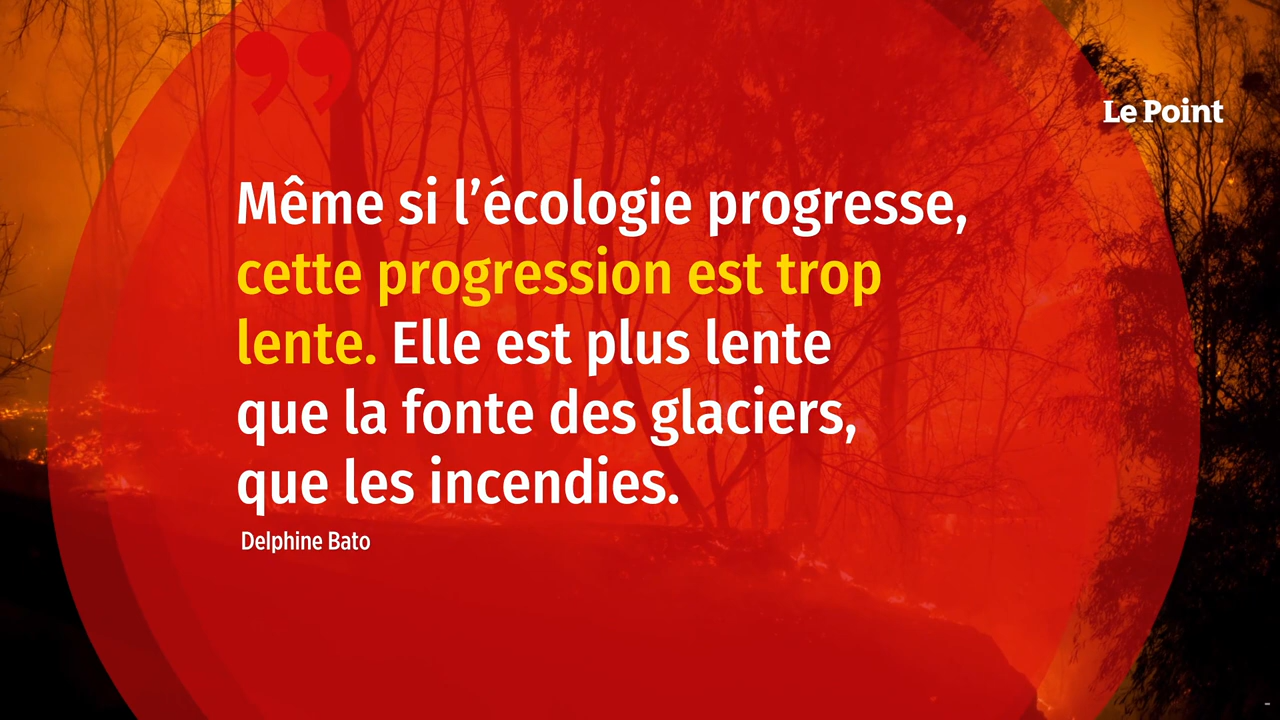 Le Point
Même si l’écologie progresse,
cette progression est trop
lente. Elle est plus lente
que la fonte des glaciers,
que les incendies.
Delphine Bato